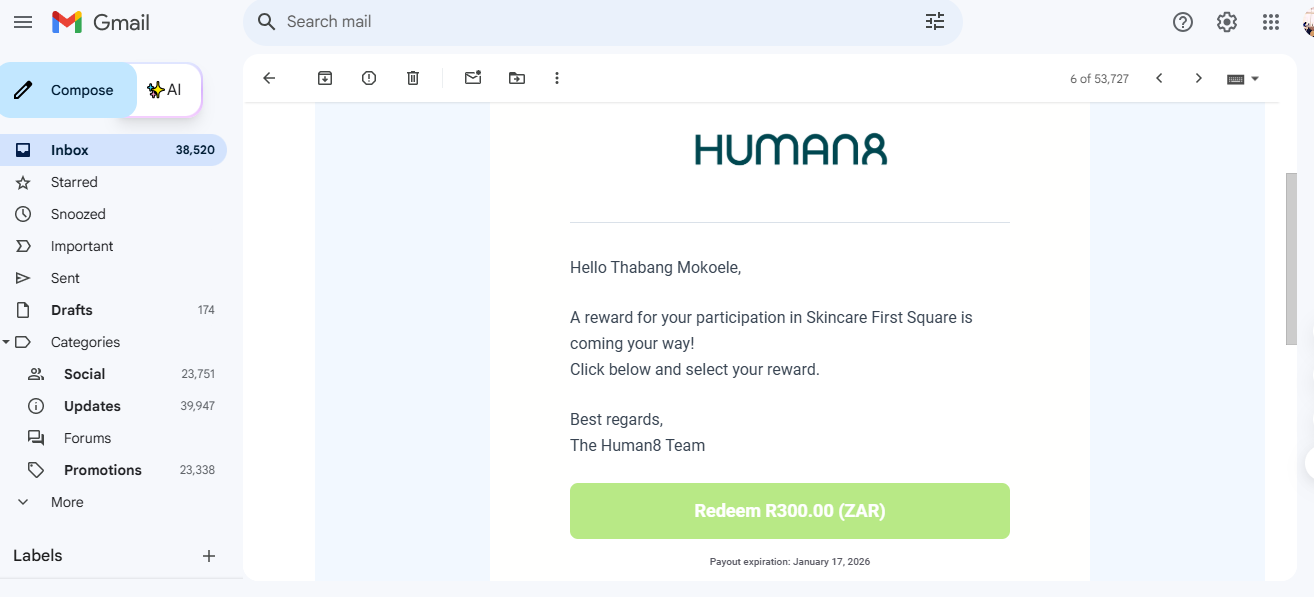 Gmail
Search mail
Compose
AI
6 of 53,727
Inbox 38,520
Starred
Snoozed
Important
Sent
Drafts 174
Categories
Social 23,751
Updates 39,947
Forums
Promotions 23,338
More
Labels
HUMAN8
Hello Thabang Mokoele,
A reward for your participation in Skincare First Square is
coming your way!
Click below and select your reward.
Best regards,
The Human8 Team
Redeem R300.00 (ZAR)
Payout expiration: January 17, 2026